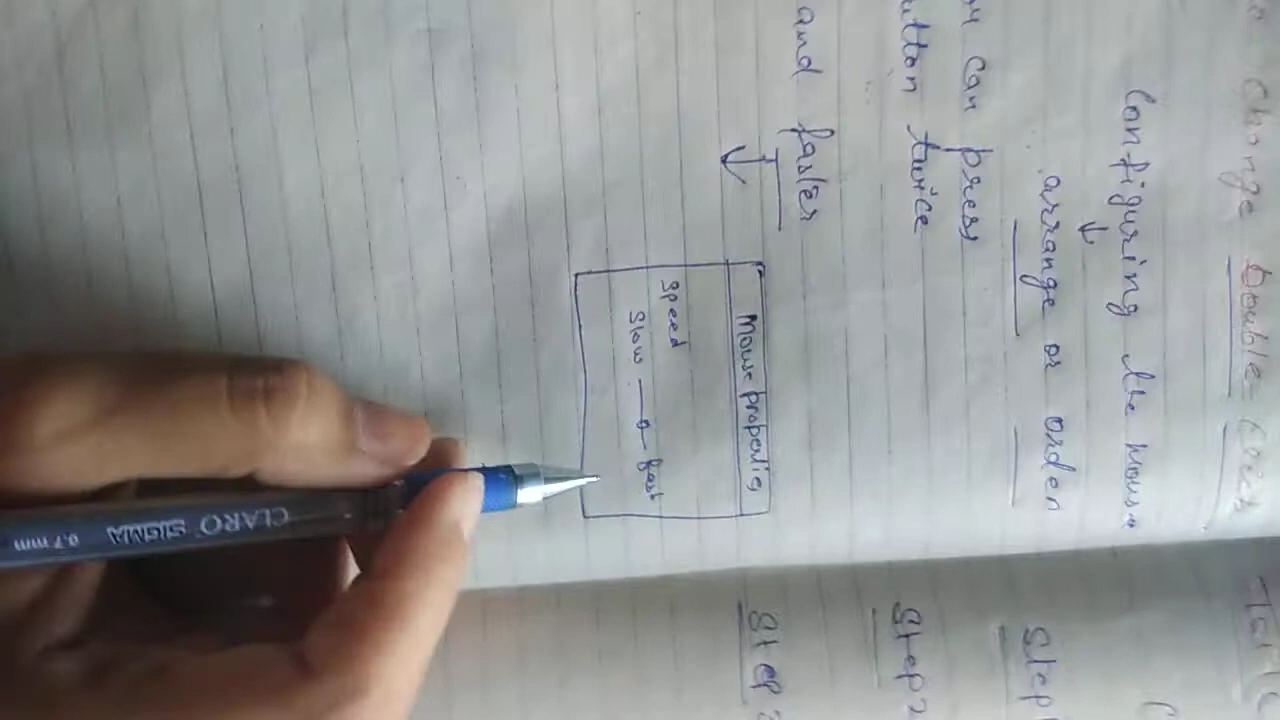 Change Double Click
Configuring the Mouse
arrange or order
can press
button twice
and faster
Mouse properties
Speed
Slow fast
Step 1
Step 2
Step 3
CLARO SIGMA 0.7 mm